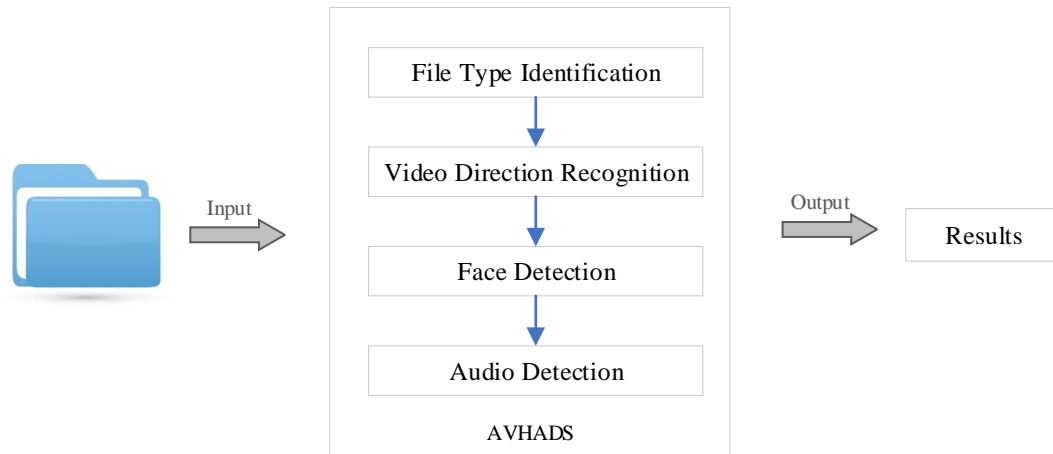 Input
File Type Identification
Video Direction Recognition
Face Detection
Audio Detection
AVHADS
Output
Results